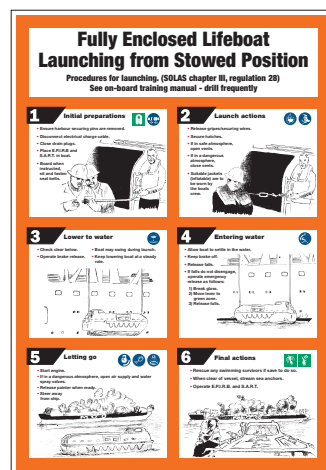 Fully Enclosed Lifeboat
Launching from Stowed Position
Procedures for launching. (SOLAS chapter III, regulation 28)
See on-board training manual - drill frequently
1 Initial preparations
• Ensure harbour securing pins are removed.
• Disconnect electrical charge cable.
• Close drain plugs.
• Place E.P.I.R.B and
S.A.R.T. in boat.
• Board when
instructed,
sit and fasten
seat belts.
2 Launch actions
• Release gripes/securing wires.
• Secure hatches.
• If in safe atmosphere,
open vents.
• If in a dangerous
atmosphere,
close vents.
• Suitable jackets
(inflatable) are to
be worn by
the boats
crew.
3 Lower to water
• Check clear below.
• Operate brake release.
• Boat may swing during launch.
• Keep lowering boat at a steady
rate.
4 Entering water
• Allow boat to settle in the water.
• Keep brake off.
• Release falls.
• If falls do not disengage,
operate emergency
release as follows:
1) Break glass.
2) Move lever to
green zone.
3) Release falls.
5 Letting go
• Start engine.
• If in a dangerous atmosphere, open air supply and water
spray valves.
• Release painter when ready.
• Steer away
from ship.
6 Final actions
• Rescue any swimming survivors if save to do so.
• When clear of vessel, stream sea anchors.
• Operate E.P.I.R.B. and S.A.R.T.